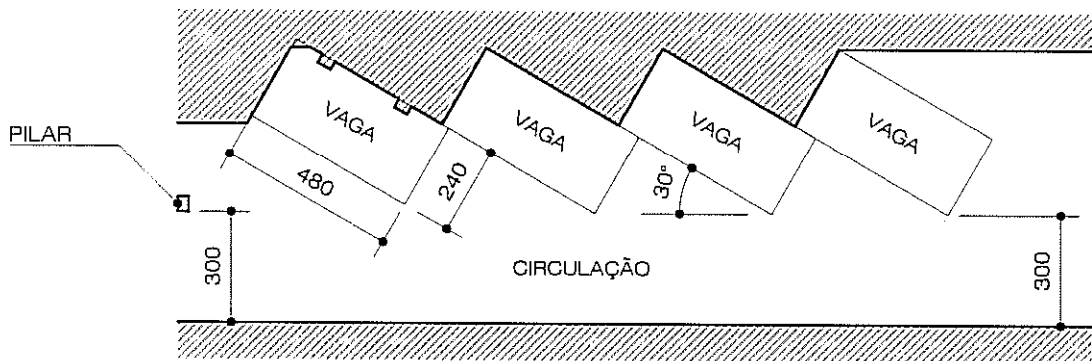 VAGA
VAGA
VAGA
VAGA
PILAR
480
240
30°
300
CIRCULAÇÃO
300